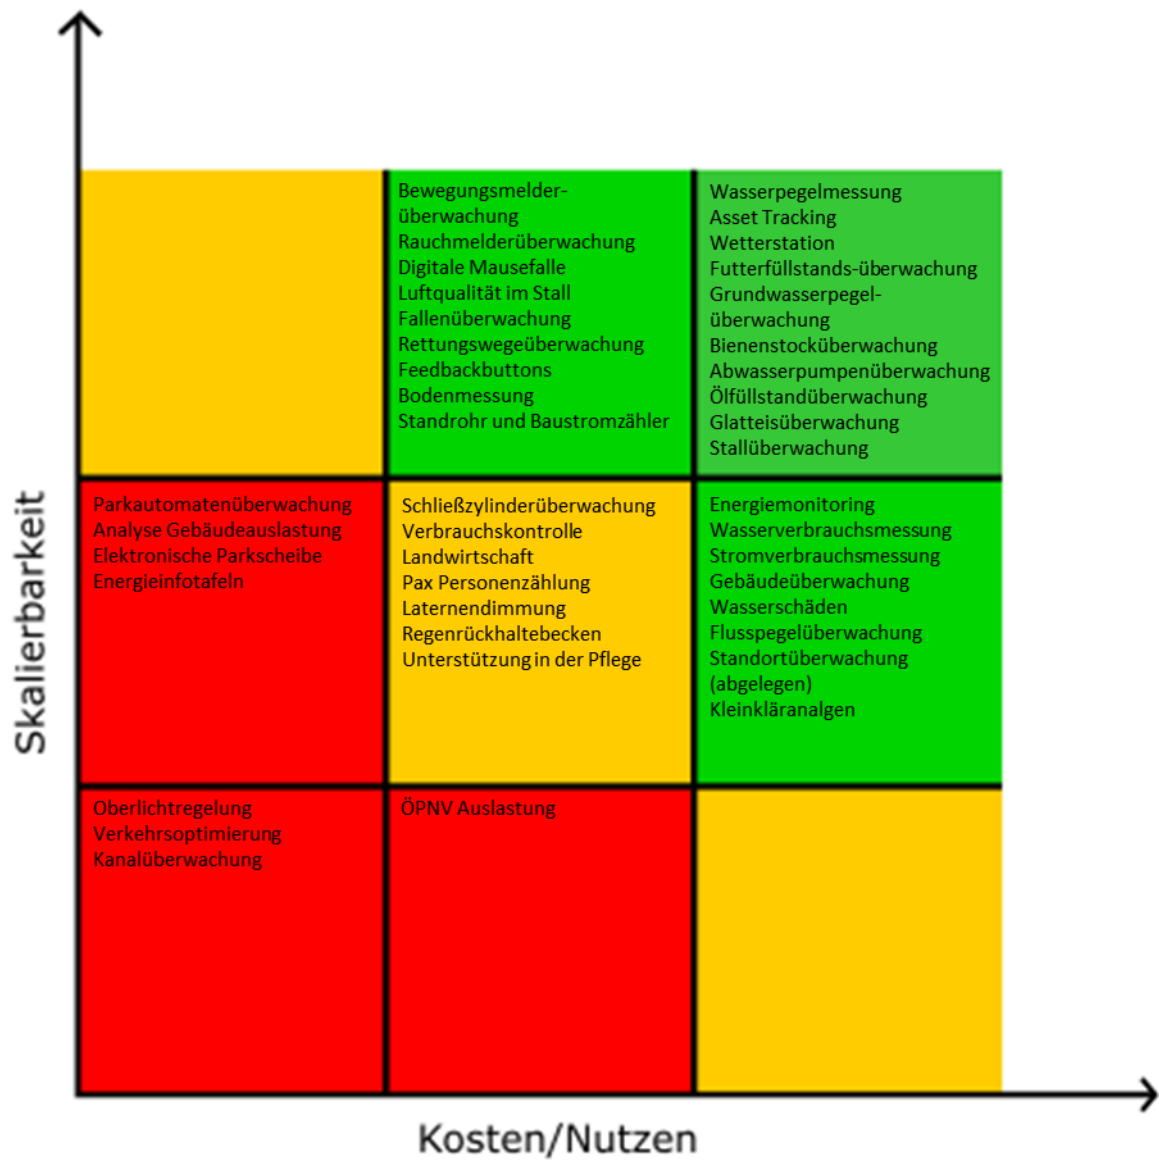 Skalierbarkeit
Bewegungsmelder-
überwachung
Rauchmelderüberwachung
Digitale Mausefalle
Luftqualität im Stall
Fallenüberwachung
Rettungswegeüberwachung
Feedbackbuttons
Bodenmessung
Standrohr und Baustromzähler
Wasserpegelmessung
Asset Tracking
Wetterstation
Futterfüllstands-überwachung
Grundwasserpegel-
überwachung
Bienenstocküberwachung
Abwasserpumpenüberwachung
Ölfüllstandüberwachung
Glatteisüberwachung
Stallüberwachung
Parkautomatenüberwachung
Analyse Gebäudeauslastung
Elektronische Parkscheibe
Energieinfotafeln
Schließzylinderüberwachung
Verbrauchskontrolle
Landwirtschaft
Pax Personenzählung
Laternendimmung
Regenrückhaltebecken
Unterstützung in der Pflege
Energiemonitoring
Wasserverbrauchsmessung
Stromverbrauchsmessung
Gebäudeüberwachung
Wasserschäden
Flusspegelüberwachung
Standortüberwachung
(abgelegen)
Kleinkläranalgen
Oberlichtregelung
Verkehrsoptimierung
Kanalüberwachung
ÖPNV Auslastung
Kosten/Nutzen